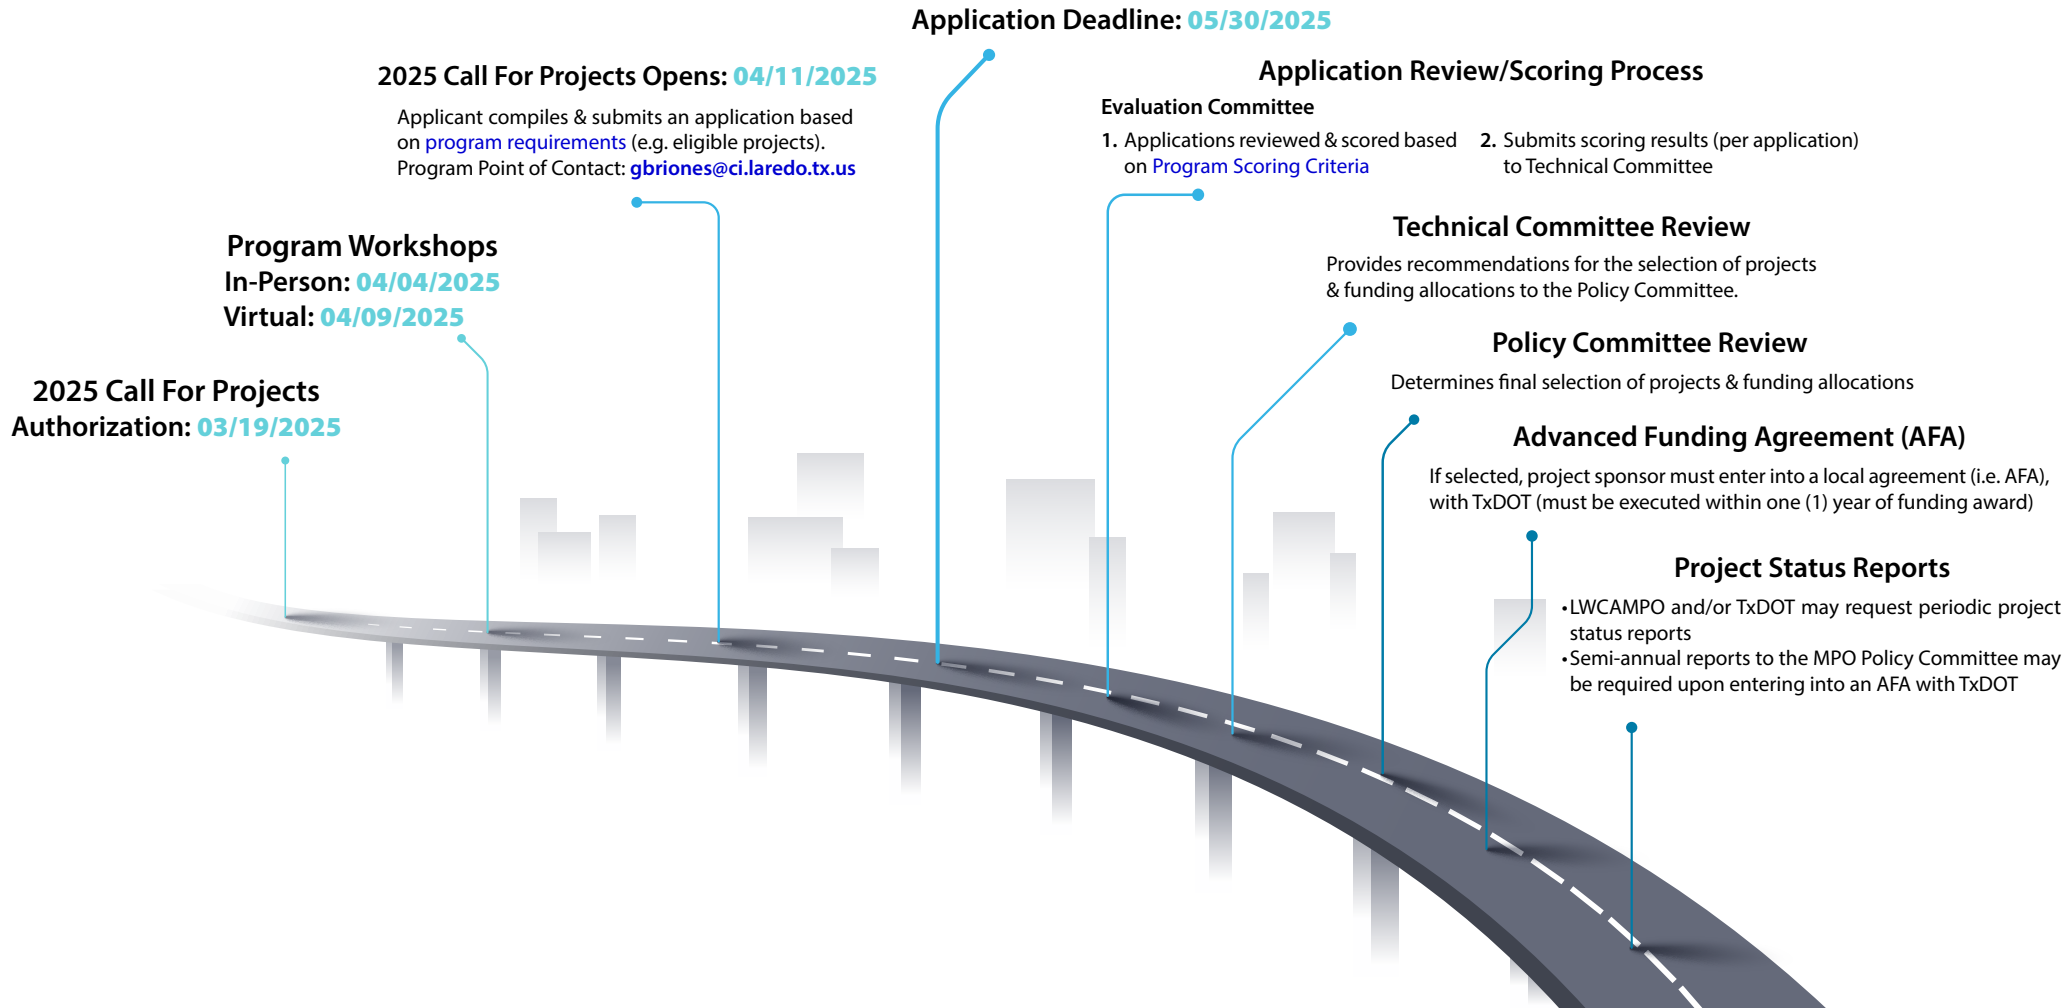 2025 Call For Projects
Authorization: 03/19/2025
Program Workshops
In-Person: 04/04/2025
Virtual: 04/09/2025
2025 Call For Projects Opens: 04/11/2025
Applicant compiles & submits an application based
on program requirements (e.g. eligible projects).
Program Point of Contact: gbriones@ci.laredo.tx.us
Application Deadline: 05/30/2025
Application Review/Scoring Process
Evaluation Committee
1. Applications reviewed & scored based
on Program Scoring Criteria
2. Submits scoring results (per application)
to Technical Committee
Technical Committee Review
Provides recommendations for the selection of projects
& funding allocations to the Policy Committee.
Policy Committee Review
Determines final selection of projects & funding allocations
Advanced Funding Agreement (AFA)
If selected, project sponsor must enter into a local agreement (i.e. AFA),
with TxDOT (must be executed within one (1) year of funding award)
Project Status Reports
•LWCAMPO and/or TxDOT may request periodic project
status reports
•Semi-annual reports to the MPO Policy Committee may
be required upon entering into an AFA with TxDOT